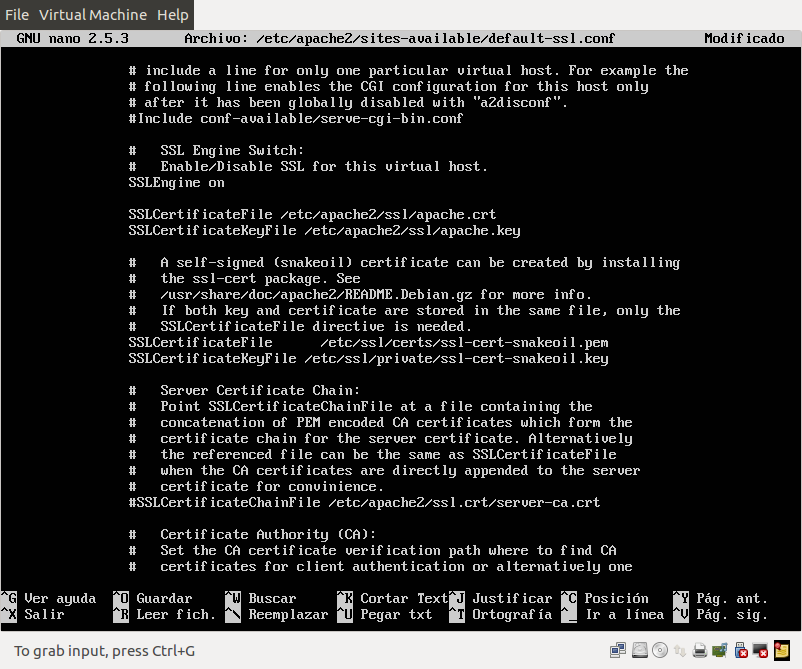 File Virtual Machine Help
GNU nano 2.5.3 Archivo: /etc/apache2/sites-available/default-ssl.conf Modificado
# include a line for only one particular virtual host. For example the
# following line enables the CGI configuration for this host only
# after it has been globally disabled with "a2disconf".
#Include conf-available/serve-cgi-bin.conf
# SSL Engine Switch:
# Enable/Disable SSL for this virtual host.
SSLEngine on
SSLCertificateFile /etc/apache2/ssl/apache.crt
SSLCertificateKeyFile /etc/apache2/ssl/apache.key
# A self-signed (snakeoil) certificate can be created by installing
# the ssl-cert package. See
# /usr/share/doc/apache2/README.Debian.gz for more info.
# If both key and certificate are stored in the same file, only the
# SSLCertificateFile directive is needed.
SSLCertificateFile /etc/ssl/certs/ssl-cert-snakeoil.pem
SSLCertificateKeyFile /etc/ssl/private/ssl-cert-snakeoil.key
# Server Certificate Chain:
# Point SSLCertificateChainFile at a file containing the
# concatenation of PEM encoded CA certificates which form the
# certificate chain for the server certificate. Alternatively
# the referenced file can be the same as SSLCertificateFile
# when the CA certificates are directly appended to the server
# certificate for convinience.
#SSLCertificateChainFile /etc/apache2/ssl.crt/server-ca.crt
# Certificate Authority (CA):
# Set the CA certificate verification path where to find CA
# certificates for client authentication or alternatively one
^G Ver ayuda ^O Guardar ^W Buscar ^K Cortar Text ^J Justificar ^C Posición ^Y Pág. ant.
^X Salir ^R Leer fich. ^\ Reemplazar ^U Pegar txt ^T Ortografía ^_ Ir a línea ^V Pág. sig.
To grab input, press Ctrl+G